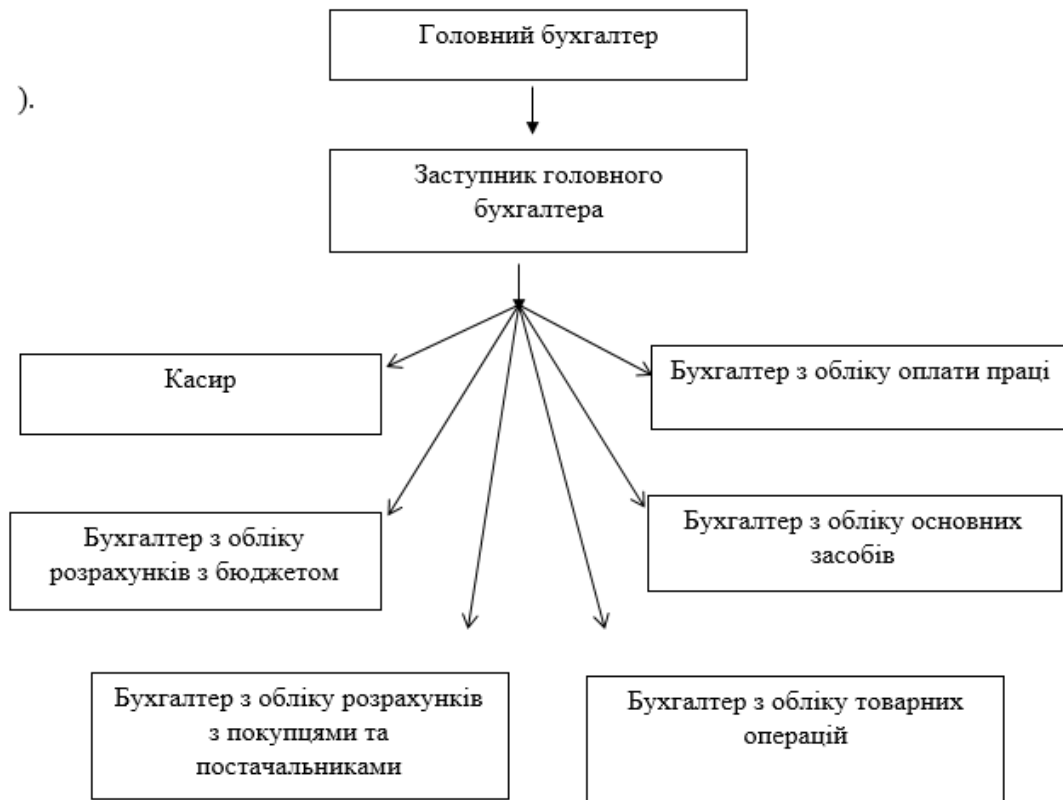 Головний бухгалтер
).
Заступник головного
бухгалтера
Касир
Бухгалтер з обліку оплати праці
Бухгалтер з обліку
розрахунків з бюджетом
Бухгалтер з обліку основних
засобів
Бухгалтер з обліку розрахунків
з покупцями та
постачальниками
Бухгалтер з обліку товарних
операцій